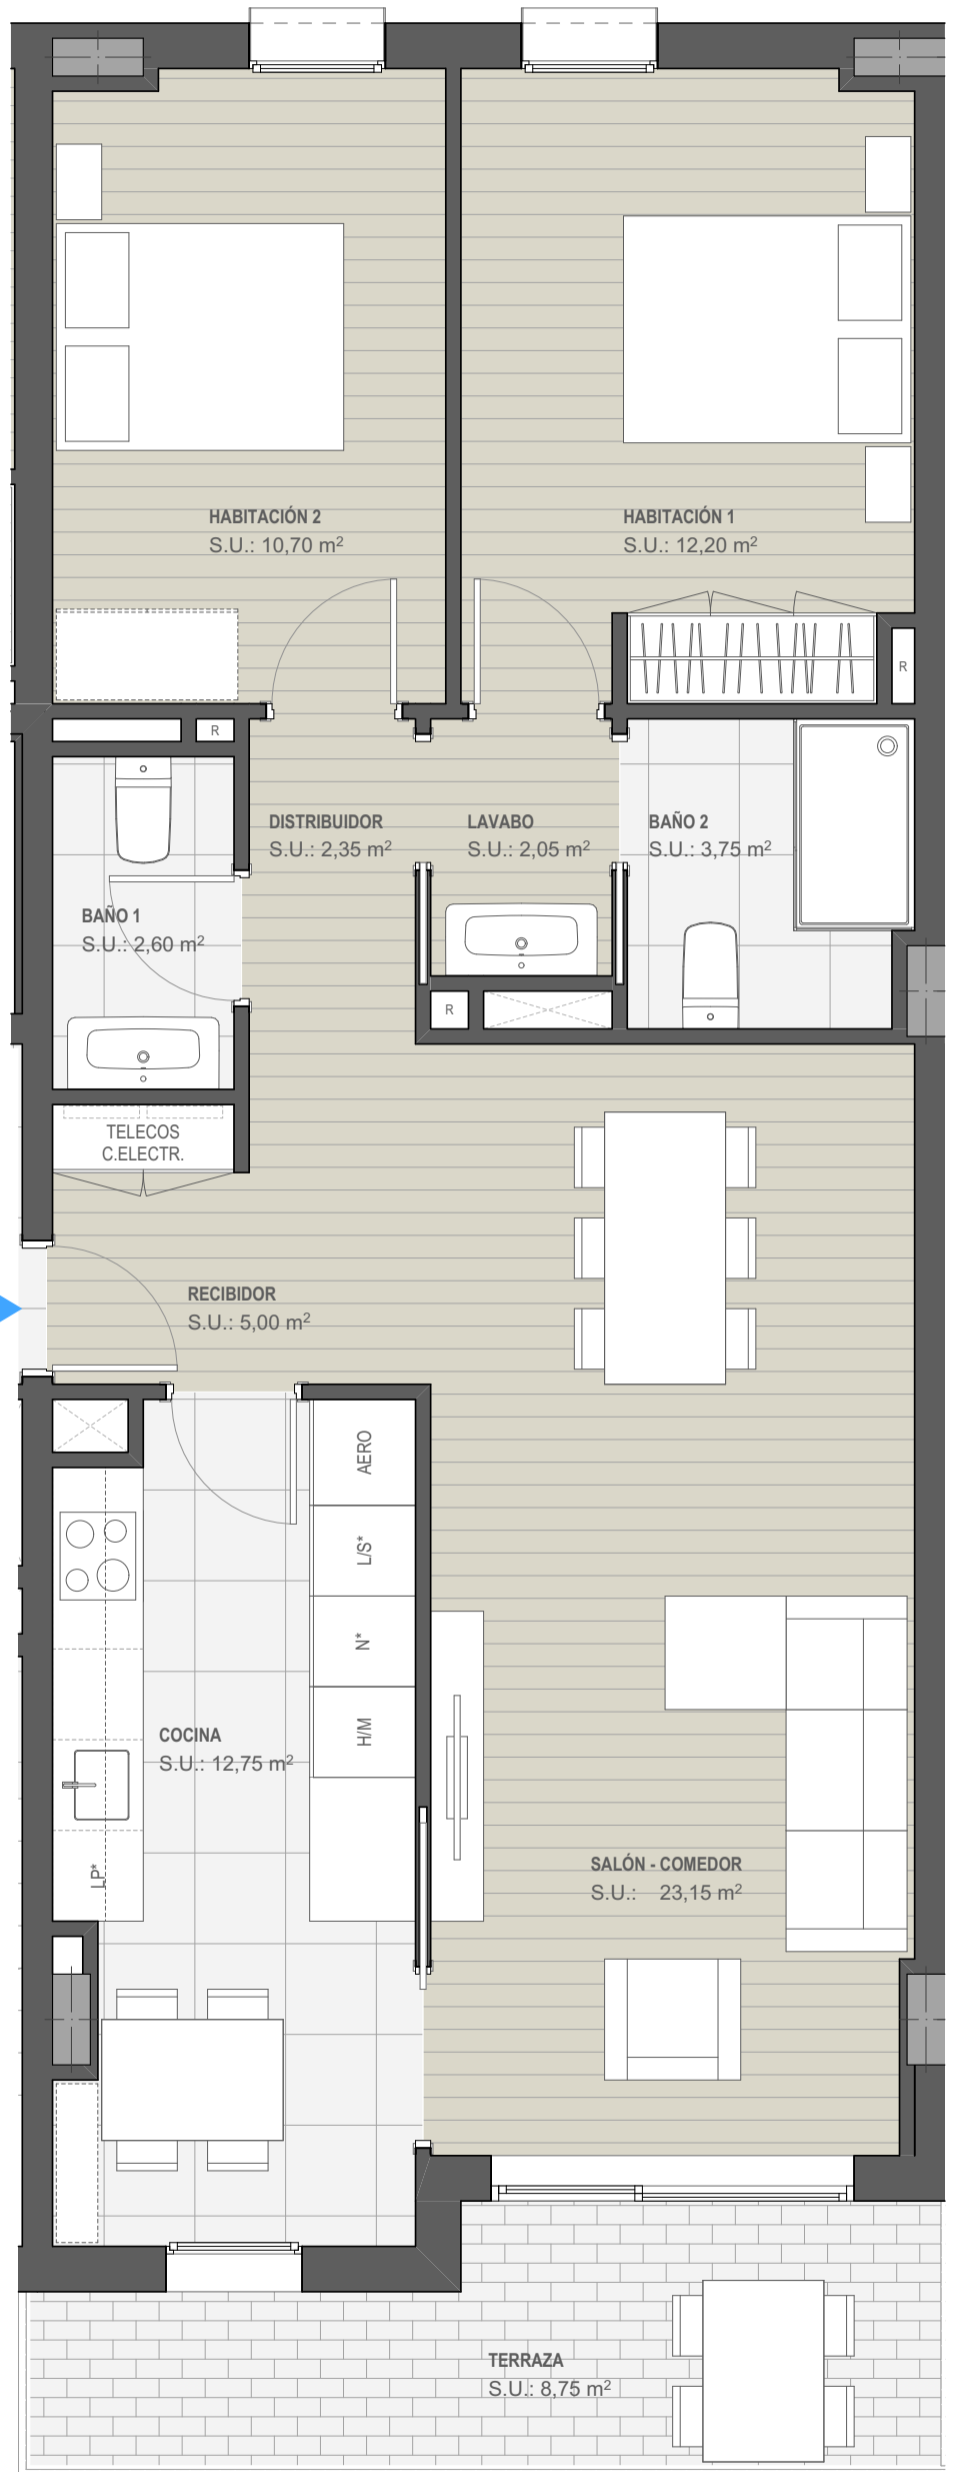 HABITACIÓN 2
S.U.: 10,70 m²
HABITACIÓN 1
S.U.: 12,20 m²
R
R
DISTRIBUIDOR
S.U.: 2,35 m²
LAVABO
S.U.: 2,05 m²
BAÑO 2
S.U.: 3,75 m²
BAÑO 1
S.U.: 2,60 m²
R
TELECOS
C.ELECTR.
RECIBIDOR
S.U.: 5,00 m²
AERO
L/S*
N*
H/M
COCINA
S.U.: 12,75 m²
LP*
SALÓN - COMEDOR
S.U.: 23,15 m²
TERRAZA
S.U.: 8,75 m²